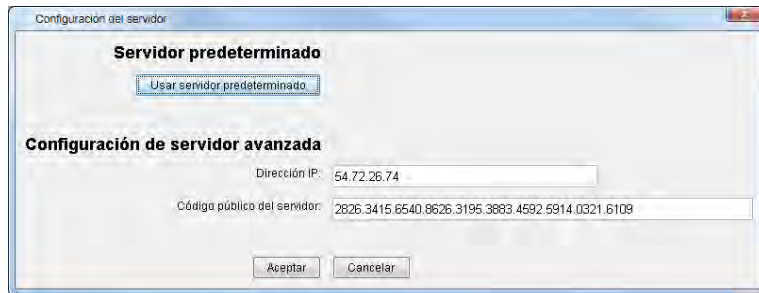 Configuración del servidor
Servidor predeterminado
Usar servidor predeterminado
Configuración de servidor avanzada
Dirección IP: 54.72.26.74
Código público del servidor: 2826.3415.6540.8626.3195.3883.4592.5914.0321.6109
Aceptar Cancelar